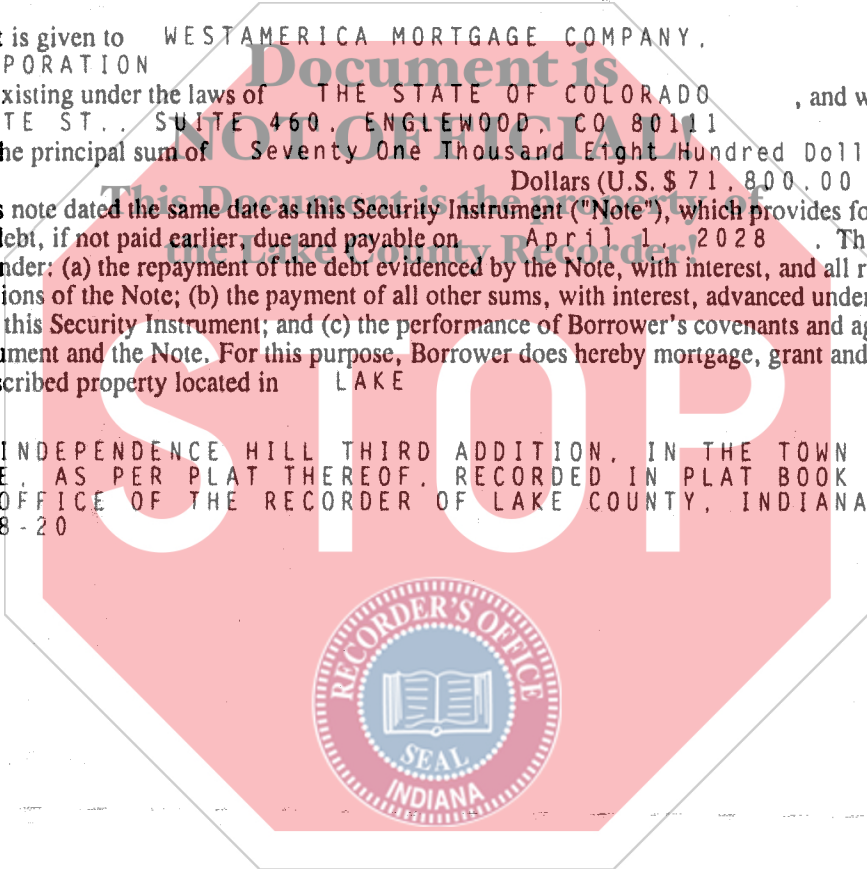 t is given to WESTAMERICA MORTGAGE COMPANY,
PORATION
xisting under the laws of THE STATE OF COLORADO , and w
TE ST., SUITE 460, ENGLEWOOD, CO 80111
he principal sum of Seventy One Thousand Eight Hundred Doll
Dollars (U.S. $ 71,800.00
s note dated the same date as this Security Instrument ("Note"), which provides fo
lebt, if not paid earlier, due and payable on April 1, 2028 . Th
nder: (a) the repayment of the debt evidenced by the Note, with interest, and all r
ions of the Note; (b) the payment of all other sums, with interest, advanced under
this Security Instrument; and (c) the performance of Borrower's covenants and ag
ument and the Note. For this purpose, Borrower does hereby mortgage, grant and
scribed property located in LAKE
INDEPENDENCE HILL THIRD ADDITION, IN THE TOWN
E, AS PER PLAT THEREOF, RECORDED IN PLAT BOOK
OFFICE OF THE RECORDER OF LAKE COUNTY, INDIANA
8-20
Document is
NOT OFFICIAL
This Document is the property of
the Lake County Recorder!
STOP
RECORDER'S OFFICE
SEAL
INDIANA